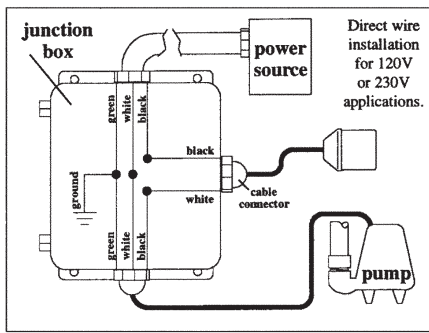 junction
box
power
source
Direct wire
installation
for 120V
or 230V
applications.
green
white
black
black
white
cable
connector
ground
green
white
black
pump